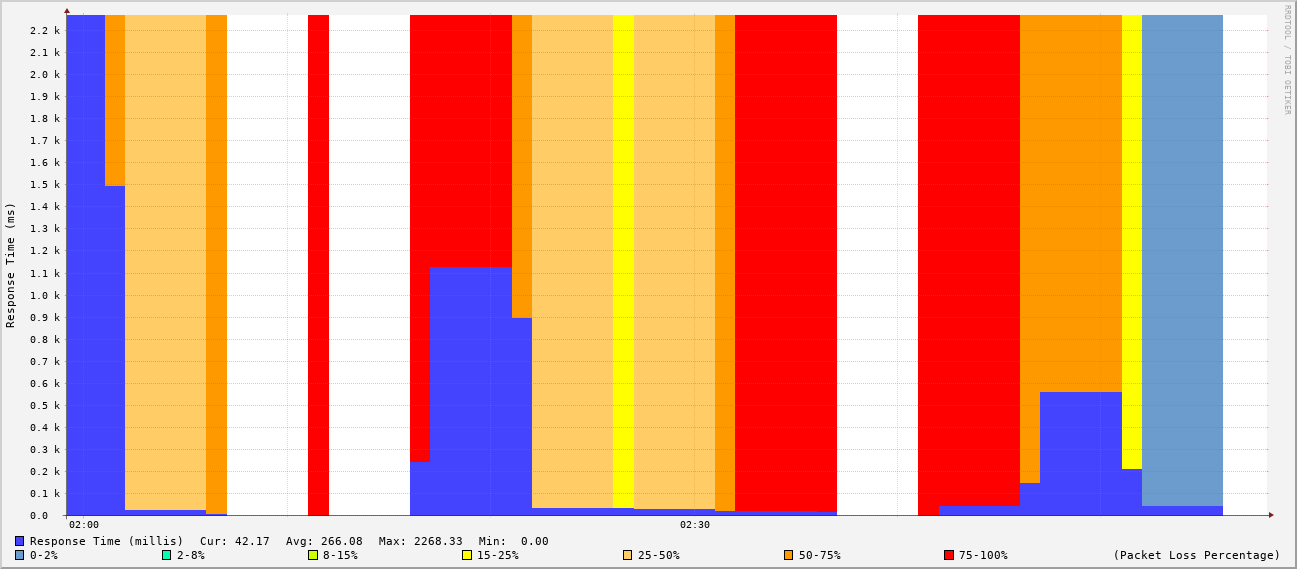 RRDTOOL / TOBI OETIKER
Response Time (ms)
2.2 k
2.1 k
2.0 k
1.9 k
1.8 k
1.7 k
1.6 k
1.5 k
1.4 k
1.3 k
1.2 k
1.1 k
1.0 k
0.9 k
0.8 k
0.7 k
0.6 k
0.5 k
0.4 k
0.3 k
0.2 k
0.1 k
0.0
02:00 02:30
Response Time (millis) Cur: 42.17 Avg: 266.08 Max: 2268.33 Min: 0.00
0-2% 2-8% 8-15% 15-25% 25-50% 50-75% 75-100% (Packet Loss Percentage)